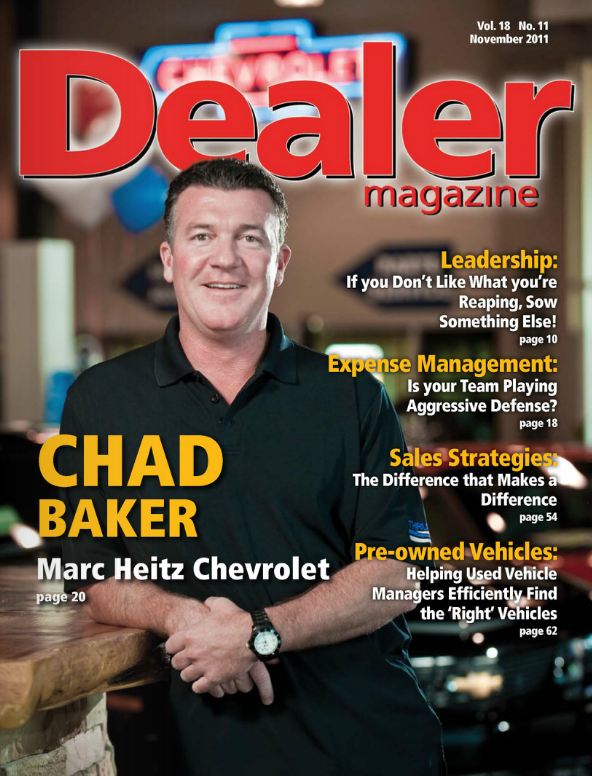 Vol. 18 No. 11
November 2011
CHEVROLET
Dealer
magazine
Leadership:
If you Don't Like What you're
Reaping, Sow
Something Else!
page 10
Expense Management:
Is your Team Playing
Aggressive Defense?
page 18
CHAD
BAKER
Marc Heitz Chevrolet
page 20
Sales Strategies:
The Difference that Makes a
Difference
page 54
Pre-owned Vehicles:
Helping Used Vehicle
Managers Efficiently Find
the 'Right' Vehicles
page 62